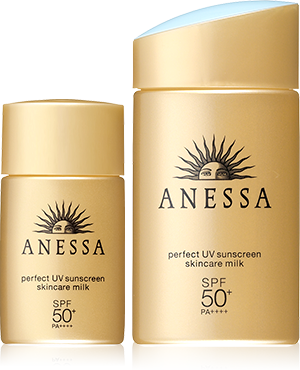 ANESSA
perfect UV sunscreen
skincare milk
SPF
50+
PA++++
ANESSA
perfect UV sunscreen
skincare milk
SPF
50+
PA++++